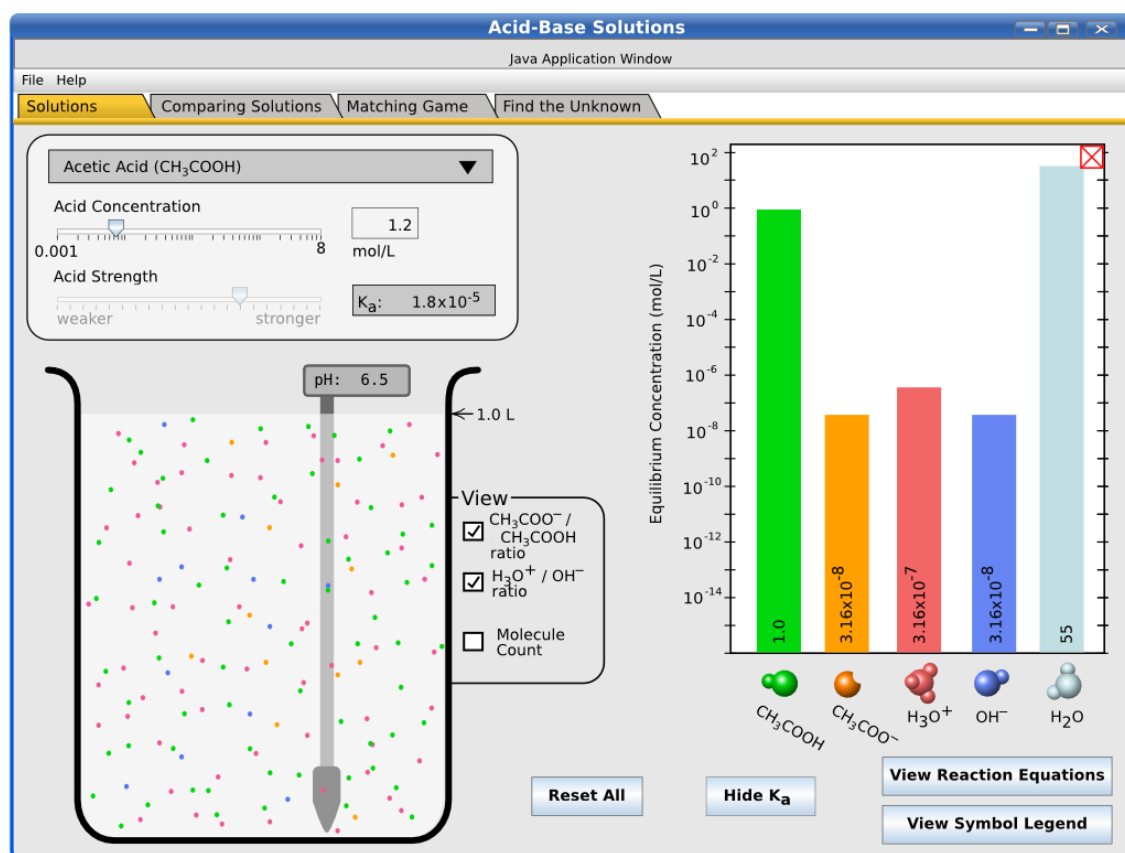 Acid-Base Solutions
Java Application Window
File Help
Solutions Comparing Solutions Matching Game Find the Unknown
Acetic Acid (CH₃COOH)
Acid Concentration
1.2
0.001 8 mol/L
Acid Strength
Kₐ: 1.8x10⁻⁵
weaker stronger
pH: 6.5
1.0 L
View
CH₃COO⁻ /
CH₃COOH
ratio
H₃O⁺ / OH⁻
ratio
Molecule
Count
Equilibrium Concentration (mol/L)
10²
10⁰
10⁻²
10⁻⁴
10⁻⁶
10⁻⁸
10⁻¹⁰
10⁻¹²
10⁻¹⁴
1.0 3.16x10⁻⁸ 3.16x10⁻⁷ 3.16x10⁻⁸ 55
CH₃COOH CH₃COO⁻ H₃O⁺ OH⁻ H₂O
Reset All
Hide Kₐ
View Reaction Equations
View Symbol Legend